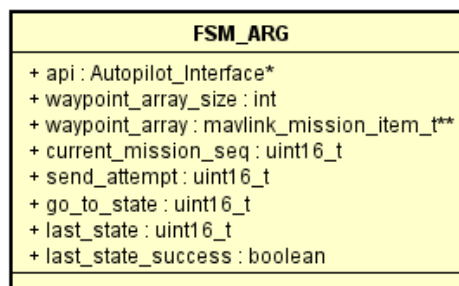 FSM_ARG
+ api : Autopilot_Interface*
+ waypoint_array_size : int
+ waypoint_array : mavlink_mission_item_t**
+ current_mission_seq : uint16_t
+ send_attempt : uint16_t
+ go_to_state : uint16_t
+ last_state : uint16_t
+ last_state_success : boolean